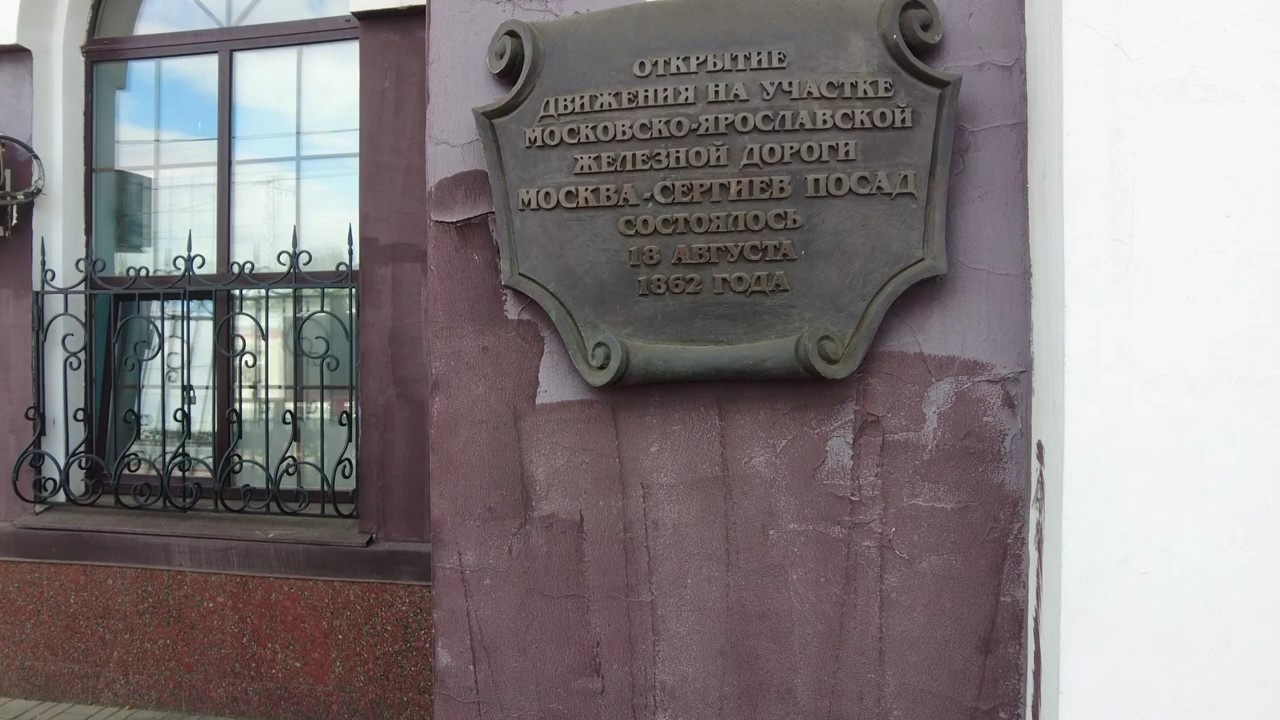 ОТКРЫТИЕ
ДВИЖЕНИЯ НА УЧАСТКЕ
МОСКОВСКО-ЯРОСЛАВСКОЙ
ЖЕЛЕЗНОЙ ДОРОГИ
МОСКВА-СЕРГИЕВ ПОСАД
СОСТОЯЛОСЬ
18 АВГУСТА
1862 ГОДА